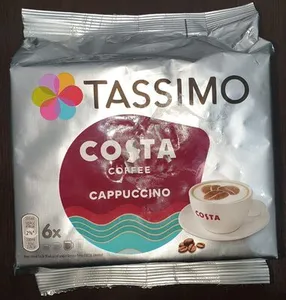 TASSIMO
COSTA
COFFEE
CAPPUCCINO
COSTA
6x